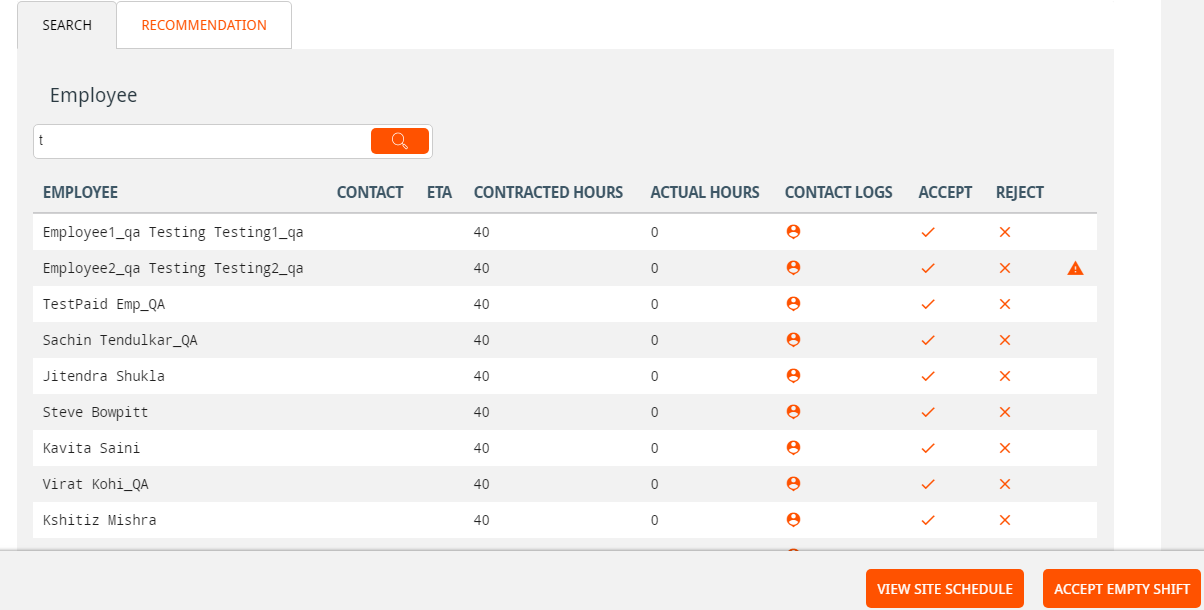 SEARCH RECOMMENDATION
Employee
t
EMPLOYEE CONTACT ETA CONTRACTED HOURS ACTUAL HOURS CONTACT LOGS ACCEPT REJECT
Employee1_qa Testing Testing1_qa 40 0
Employee2_qa Testing Testing2_qa 40 0
TestPaid Emp_QA 40 0
Sachin Tendulkar_QA 40 0
Jitendra Shukla 40 0
Steve Bowpitt 40 0
Kavita Saini 40 0
Virat Kohi_QA 40 0
Kshitiz Mishra 40 0
VIEW SITE SCHEDULE ACCEPT EMPTY SHIFT